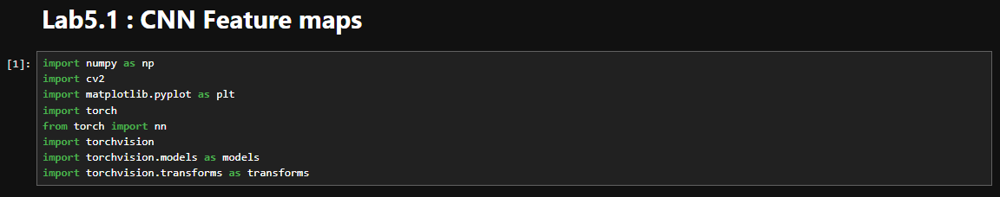 Lab5.1 : CNN Feature maps
[1]:
import numpy as np
import cv2
import matplotlib.pyplot as plt
import torch
from torch import nn
import torchvision
import torchvision.models as models
import torchvision.transforms as transforms